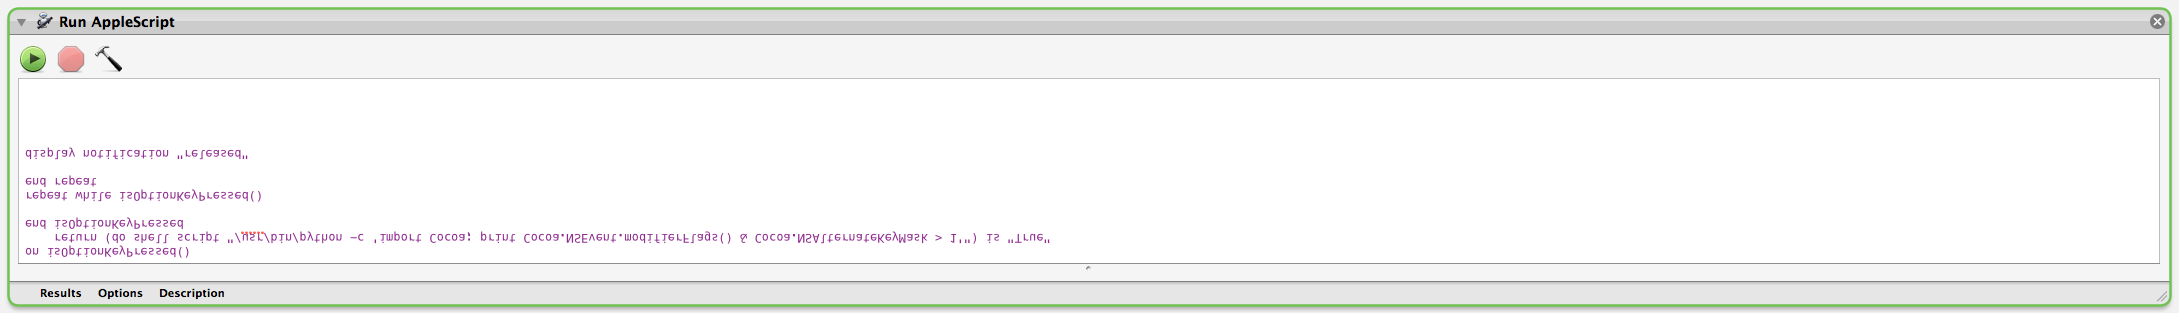 Run AppleScript
on isOptionKeyPressed()
return (do shell script "/usr/bin/python -c 'import Cocoa; print Cocoa.NSEvent.modifierFlags() & Cocoa.NSAlternateKeyMask > 1'") is "True"
end isOptionKeyPressed
repeat while isOptionKeyPressed()
end repeat
display notification "released"
Results Options Description